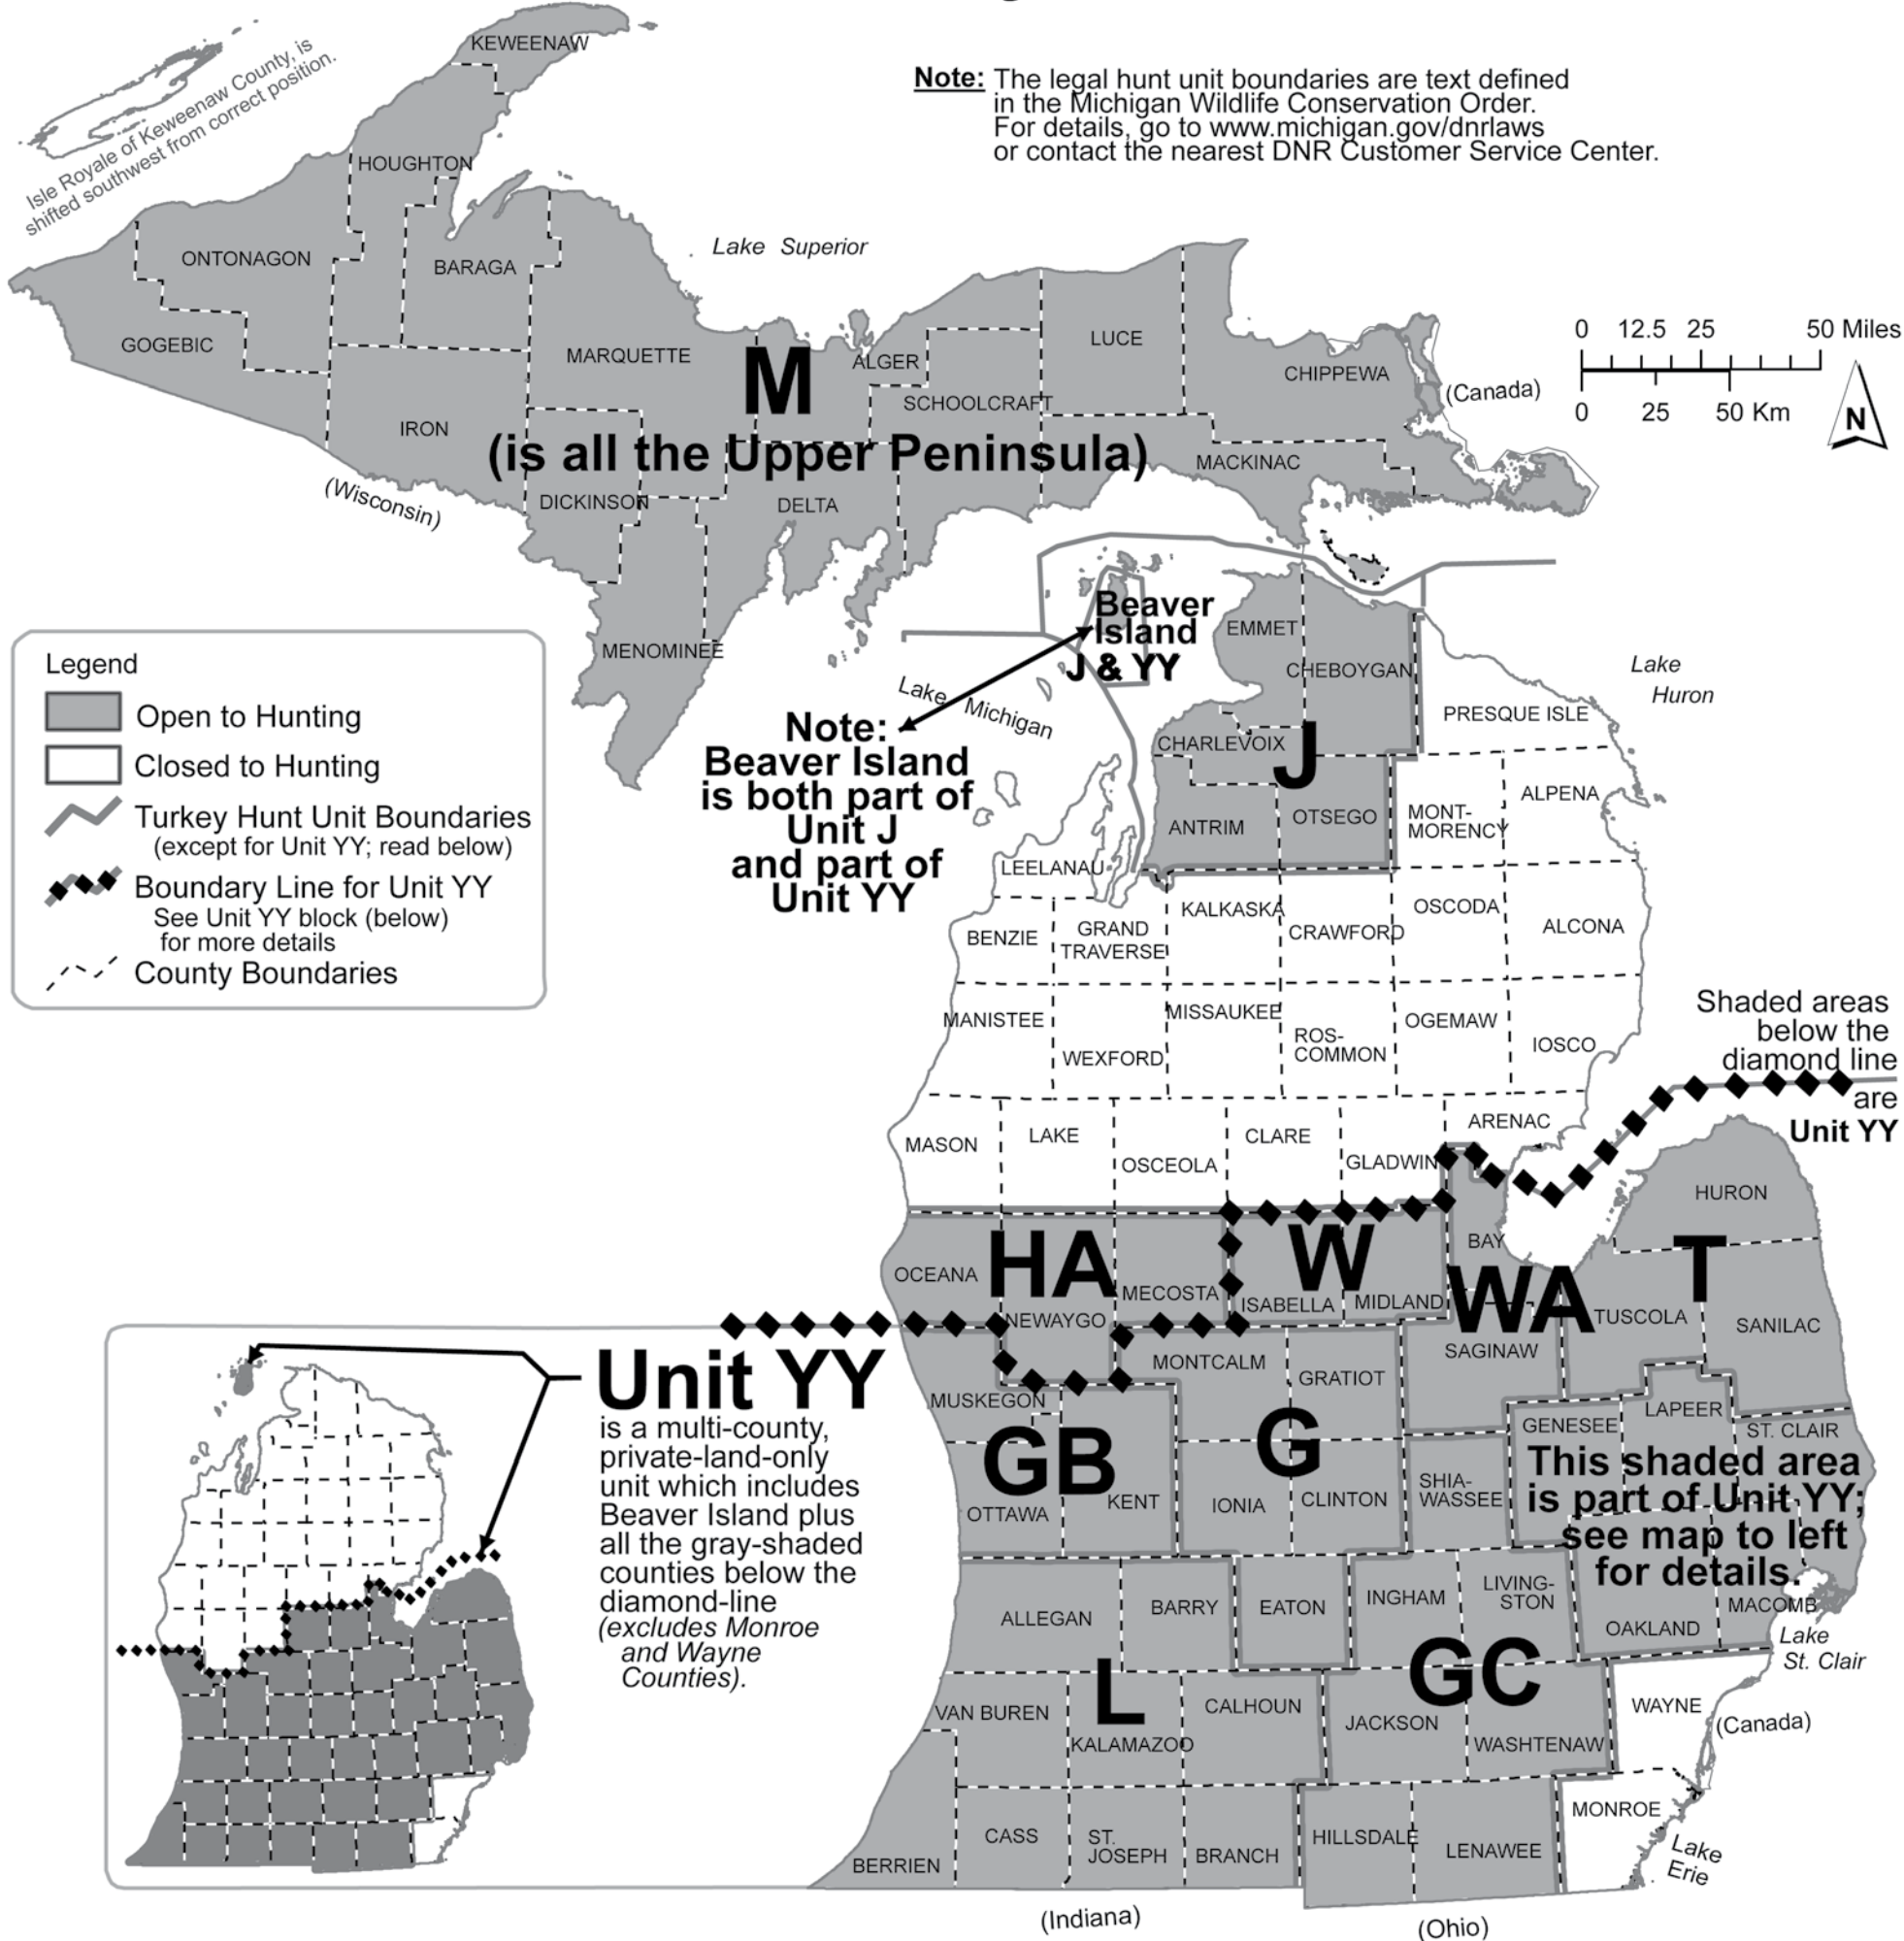 KEWEENAW
Isle Royale of Keweenaw County, is
shifted southwest from correct position.
Note: The legal hunt unit boundaries are text defined
in the Michigan Wildlife Conservation Order.
For details, go to www.michigan.gov/dnrlaws
or contact the nearest DNR Customer Service Center.
HOUGHTON
ONTONAGON
BARAGA
Lake Superior
GOGEBIC
MARQUETTE
M
ALGER
LUCE
CHIPPEWA
SCHOOLCRAFT
IRON
(is all the Upper Peninsula)
MACKINAC
(Canada)
0 12.5 25 50 Miles
0 25 50 Km
N
(Wisconsin)
DICKINSON
DELTA
MENOMINEE
Legend
Open to Hunting
Closed to Hunting
Turkey Hunt Unit Boundaries
(except for Unit YY; read below)
Boundary Line for Unit YY
See Unit YY block (below)
for more details
County Boundaries
Beaver
Island
J & YY
Lake Michigan
Note:
Beaver Island
is both part of
Unit J
and part of
Unit YY
EMMET
CHEBOYGAN
Lake
Huron
PRESQUE ISLE
CHARLEVOIX
J
ANTRIM
OTSEGO
MONT-
MORENCY
ALPENA
LEELANAU
KALKASKA
CRAWFORD
OSCODA
ALCONA
BENZIE
GRAND
TRAVERSE
MANISTEE
WEXFORD
MISSAUKEE
ROS-
COMMON
OGEMAW
IOSCO
Shaded areas
below the
diamond line
are
Unit YY
MASON
LAKE
OSCEOLA
CLARE
GLADWIN
ARENAC
HURON
OCEANA
HA
NEWAYGO
MECOSTA
W
ISABELLA
MIDLAND
BAY
WA
T
TUSCOLA
SANILAC
SAGINAW
MONTCALM
GRATIOT
MUSKEGON
GB
G
GENESEE
LAPEER
ST. CLAIR
This shaded area
is part of Unit YY;
see map to left
for details.
OTTAWA
KENT
IONIA
CLINTON
SHIA-
WASSEE
Unit YY
is a multi-county,
private-land-only
unit which includes
Beaver Island plus
all the gray-shaded
counties below the
diamond-line
(excludes Monroe
and Wayne
Counties).
ALLEGAN
BARRY
EATON
INGHAM
LIVING-
STON
OAKLAND
MACOMB
Lake
St. Clair
L
GC
VAN BUREN
KALAMAZOO
CALHOUN
JACKSON
WASHTENAW
WAYNE
(Canada)
BERRIEN
CASS
ST.
JOSEPH
BRANCH
HILLSDALE
LENAWEE
MONROE
Lake
Erie
(Indiana)
(Ohio)